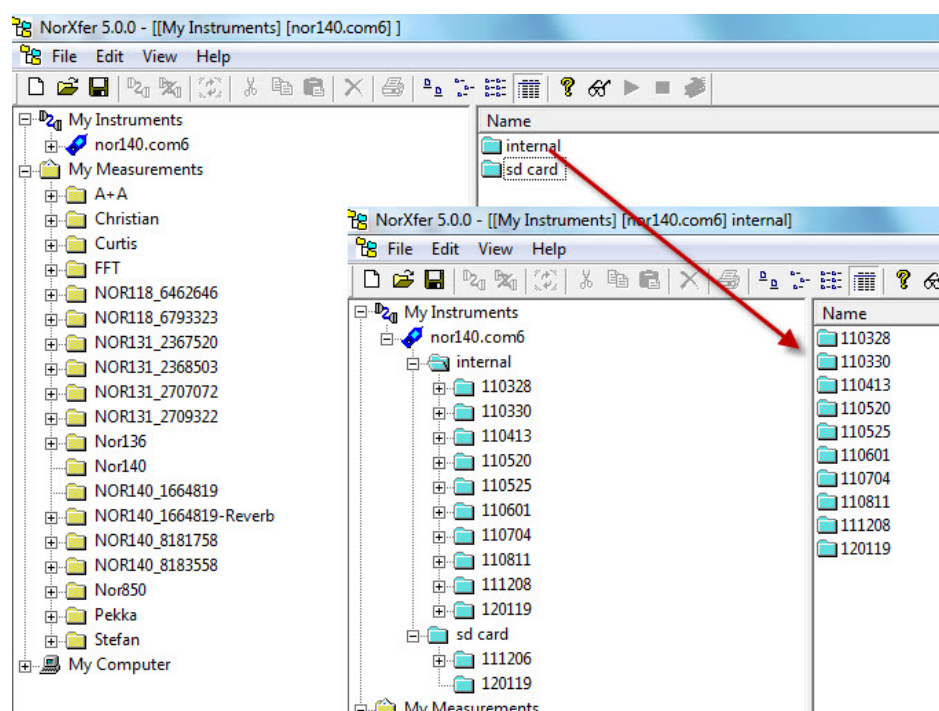 NorXfer 5.0.0 - [[My Instruments] [nor140.com6] ]
File Edit View Help
My Instruments
nor140.com6
My Measurements
A+A
Christian
Curtis
FFT
NOR118_6462646
NOR118_6793323
NOR131_2367520
NOR131_2368503
NOR131_2707072
NOR131_2709322
Nor136
Nor140
NOR140_1664819
NOR140_1664819-Reverb
NOR140_8181758
NOR140_8183558
Nor850
Pekka
Stefan
My Computer
Name
internal
sd card
NorXfer 5.0.0 - [[My Instruments] [nor140.com6] internal]
File Edit View Help
My Instruments
nor140.com6
internal
110328
110330
110413
110520
110525
110601
110704
110811
111208
120119
sd card
111206
120119
My Measurements
Name
110328
110330
110413
110520
110525
110601
110704
110811
111208
120119